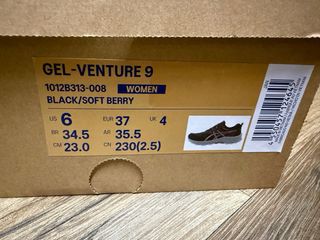 GEL-VENTURE 9
1012B313-008 WOMEN
BLACK/SOFT BERRY
US 6 EUR 37 UK 4
BR 34.5 AR 35.5
CM 23.0 CN 230(2.5)